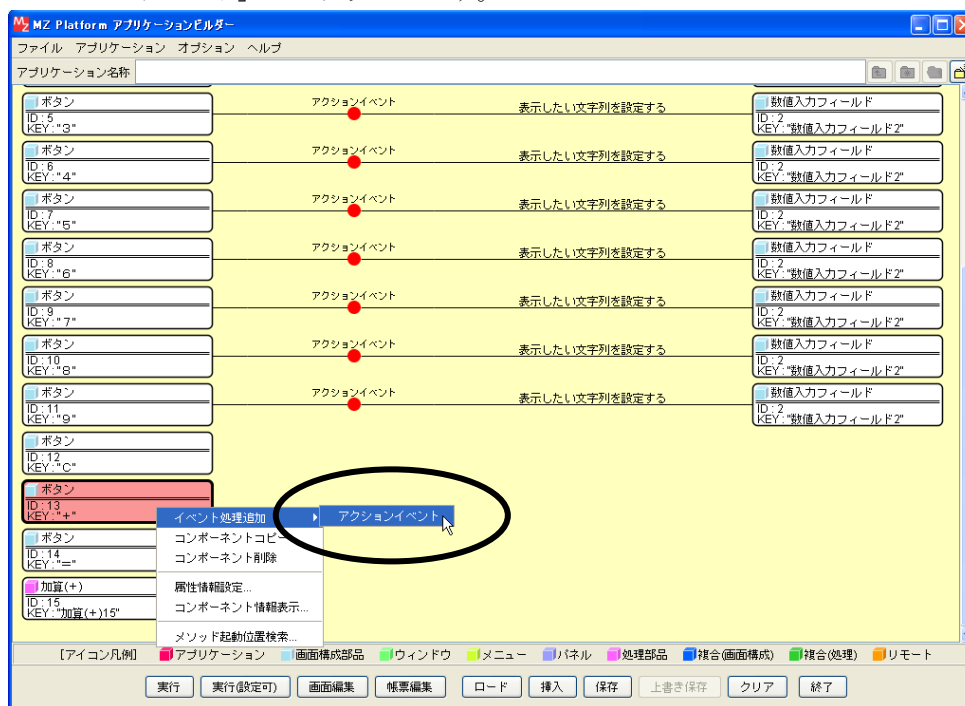 MZ Platform アプリケーションビルダー
ファイル アプリケーション オプション ヘルプ
アプリケーション名称
ボタン アクションイベント 表示したい文字列を設定する 数値入力フィールド
ID:5 ID:2
KEY:"3" KEY:"数値入力フィールド2"
ボタン アクションイベント 表示したい文字列を設定する 数値入力フィールド
ID:6 ID:2
KEY:"4" KEY:"数値入力フィールド2"
ボタン アクションイベント 表示したい文字列を設定する 数値入力フィールド
ID:7 ID:2
KEY:"5" KEY:"数値入力フィールド2"
ボタン アクションイベント 表示したい文字列を設定する 数値入力フィールド
ID:8 ID:2
KEY:"6" KEY:"数値入力フィールド2"
ボタン アクションイベント 表示したい文字列を設定する 数値入力フィールド
ID:9 ID:2
KEY:"7" KEY:"数値入力フィールド2"
ボタン アクションイベント 表示したい文字列を設定する 数値入力フィールド
ID:10 ID:2
KEY:"8" KEY:"数値入力フィールド2"
ボタン アクションイベント 表示したい文字列を設定する 数値入力フィールド
ID:11 ID:2
KEY:"9" KEY:"数値入力フィールド2"
ボタン
ID:12
KEY:"C"
ボタン
ID:13
KEY:"+"
イベント処理追加 アクションイベント
コンポーネントコピー
コンポーネント削除
属性情報設定...
コンポーネント情報表示...
メソッド起動位置検索...
ボタン
ID:14
KEY:"="
加算(+)
ID:15
KEY:"加算(+)15"
[アイコン凡例] アプリケーション 画面構成部品 ウィンドウ メニュー パネル 処理部品 複合(画面構成) 複合(処理) リモート
実行 実行(設定可) 画面編集 帳票編集 ロード 挿入 保存 上書き保存 クリア 終了